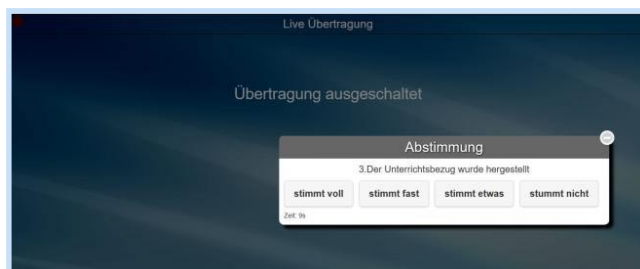 Live Übertragung
Übertragung ausgeschaltet
Abstimmung
3.Der Unterrichtsbezug wurde hergestellt
stimmt voll stimmt fast stimmt etwas stummt nicht
Zeit: 9s